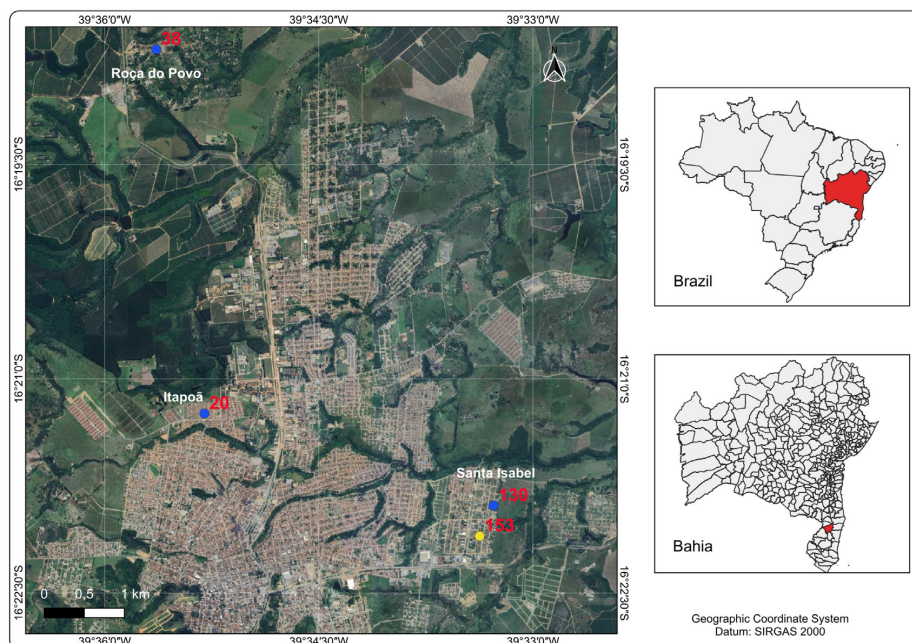 39°36'0"W
39°34'30"W
39°33'0"W
38
Roça do Povo
N
16°19'30"S
16°19'30"S
Brazil
16°21'0"S
16°21'0"S
Itapoã
20
Santa Isabel
130
153
Bahia
16°22'30"S
16°22'30"S
0 0,5 1 km
39°36'0"W
39°34'30"W
39°33'0"W
Geographic Coordinate System
Datum: SIRGAS 2000